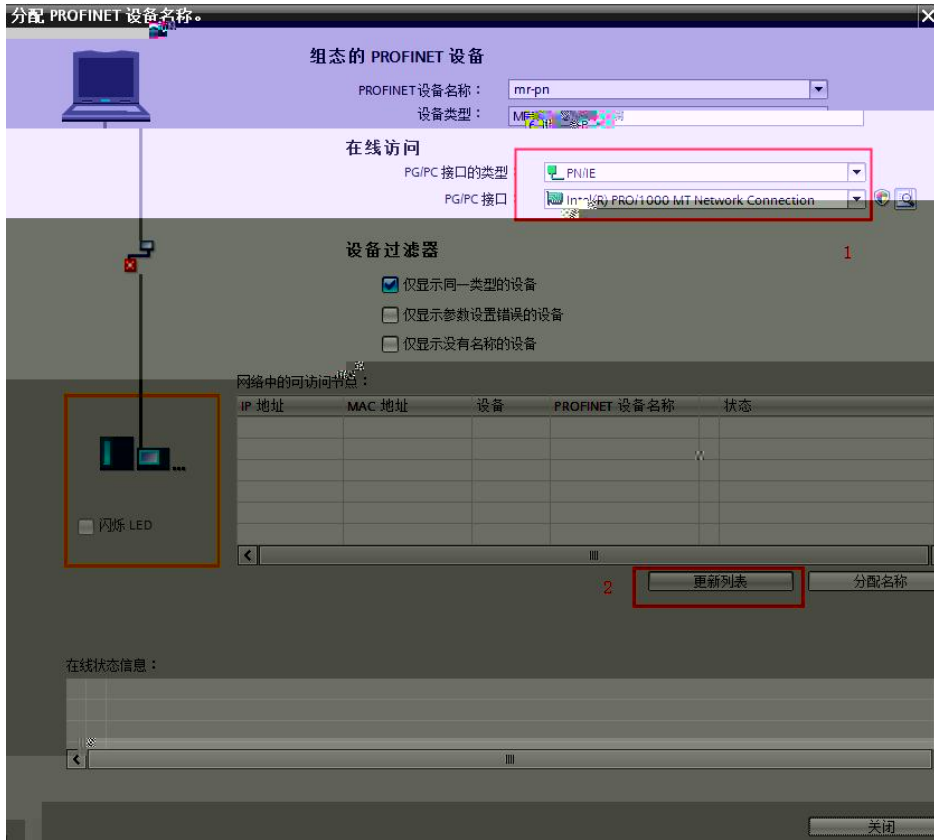 分配 PROFINET 设备名称。
组态的 PROFINET 设备
PROFINET设备名称： mr-pn
设备类型：
在线访问
PG/PC 接口的类型： PN/IE
PG/PC 接口： Intel(R) PRO/1000 MT Network Connection
1
设备过滤器
仅显示同一类型的设备
仅显示参数设置错误的设备
仅显示没有名称的设备
网络中的可访问节点：
IP 地址 MAC 地址 设备 PROFINET 设备名称 状态
闪烁 LED
2 更新列表 分配名称
在线状态信息：
关闭